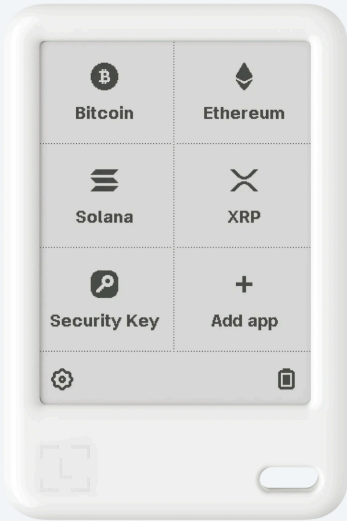 Bitcoin
Ethereum
Solana
XRP
Security Key
Add app